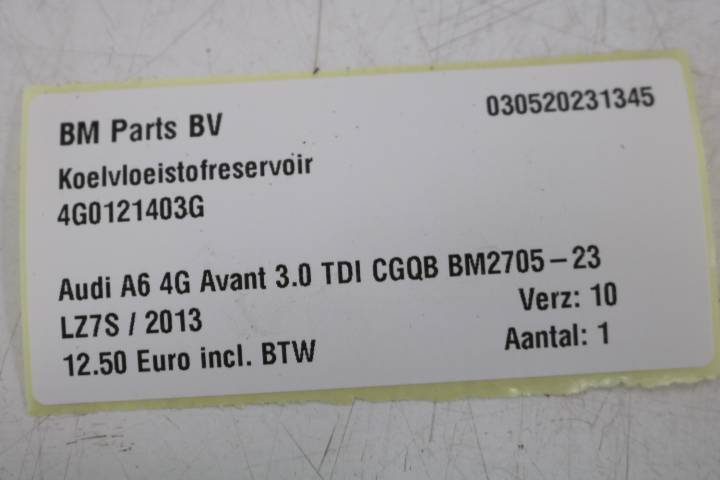 BM Parts BV
030520231345
Koelvloeistofreservoir
4G0121403G
Audi A6 4G Avant 3.0 TDI CGQB BM2705-23
LZ7S / 2013
Verz: 10
12.50 Euro incl. BTW
Aantal: 1